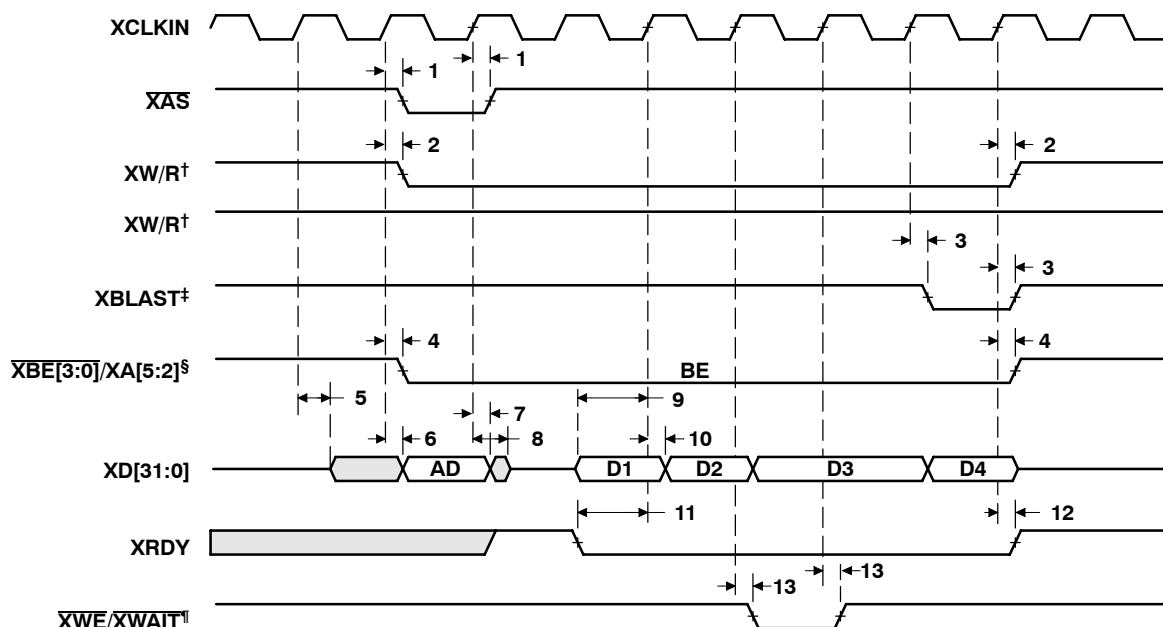 XCLKIN
1 1
XAS
2 2
XW/R†
XW/R†
3
3
XBLAST‡
4 4
XBE[3:0]/XA[5:2]§ BE
5 9
7
6 8 10
XD[31:0] AD D1 D2 D3 D4
11 12
XRDY
13 13
XWE/XWAIT¶